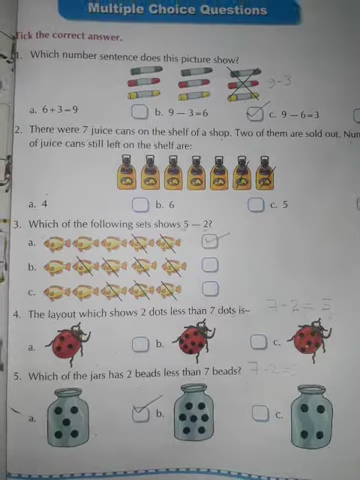 Multiple Choice Questions
Tick the correct answer.
1. Which number sentence does this picture show?
9-3
a. 6+3=9 b. 9-3=6 c. 9-6=3
2. There were 7 juice cans on the shelf of a shop. Two of them are sold out. Num
of juice cans still left on the shelf are:
a. 4 b. 6 c. 5
3. Which of the following sets shows 5-2?
a.
b.
c.
7-2=5
4. The layout which shows 2 dots less than 7 dots is-
a. b. c.
5. Which of the jars has 2 beads less than 7 beads? 7-2=
a. b. c.